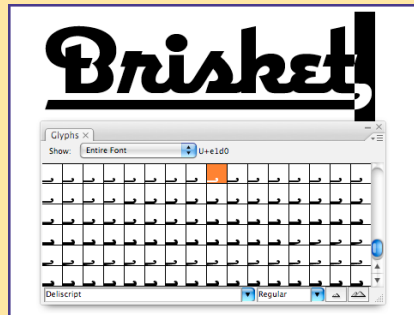 Brisket
Glyphs ×
Show: Entire Font U+e1d0
Deliscript Regular